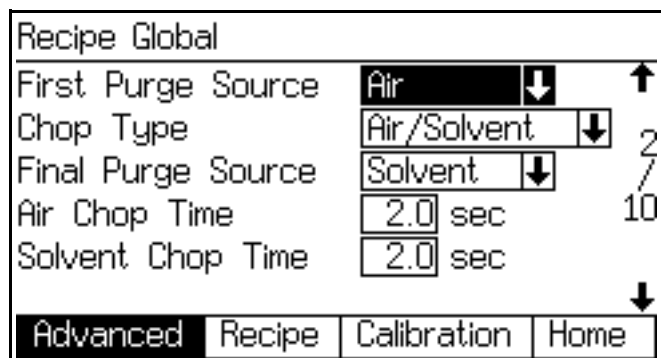 Recipe Global
First Purge Source Air
Chop Type Air/Solvent
Final Purge Source Solvent
Air Chop Time 2.0 sec
Solvent Chop Time 2.0 sec
2
/
10
Advanced Recipe Calibration Home